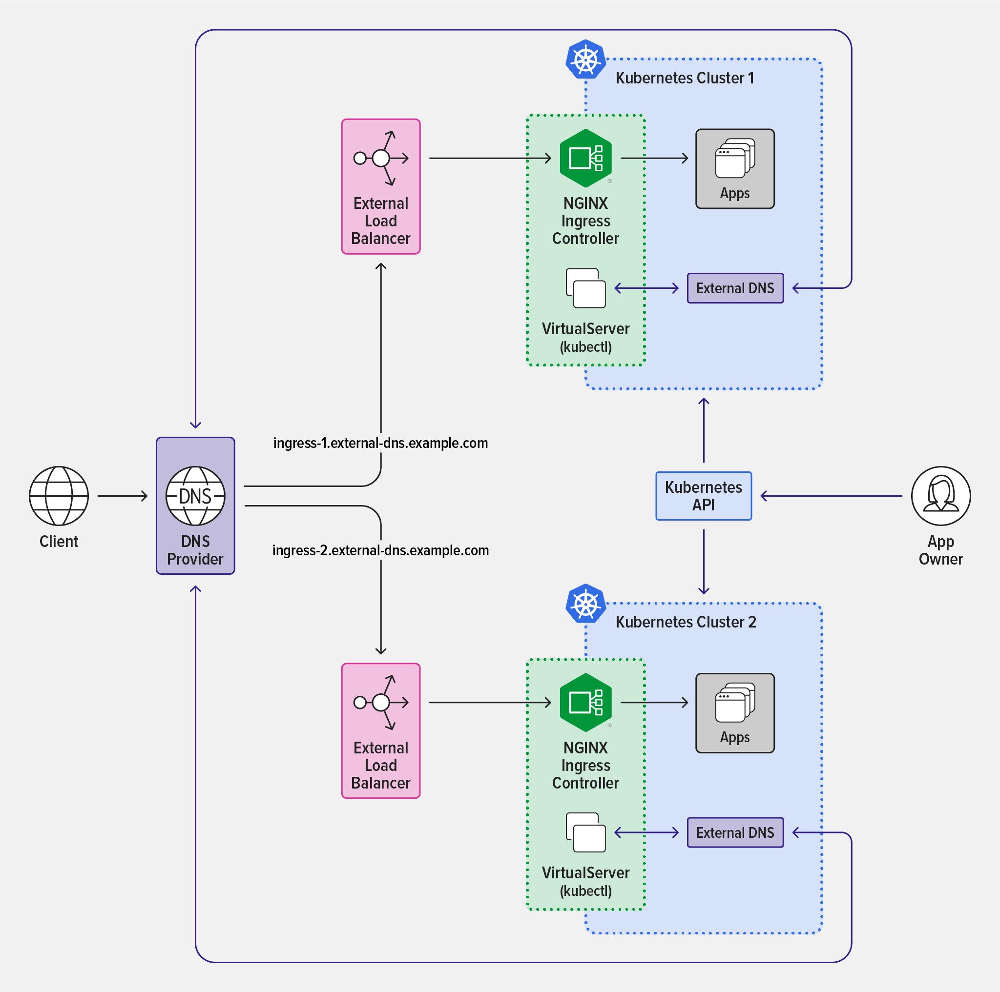 Kubernetes Cluster 1
External
Load
Balancer
NGINX
Ingress
Controller
®
Apps
VirtualServer
(kubectl)
External DNS
ingress-1.external-dns.example.com
Client
DNS
DNS
Provider
ingress-2.external-dns.example.com
Kubernetes
API
App
Owner
Kubernetes Cluster 2
External
Load
Balancer
NGINX
Ingress
Controller
®
Apps
VirtualServer
(kubectl)
External DNS